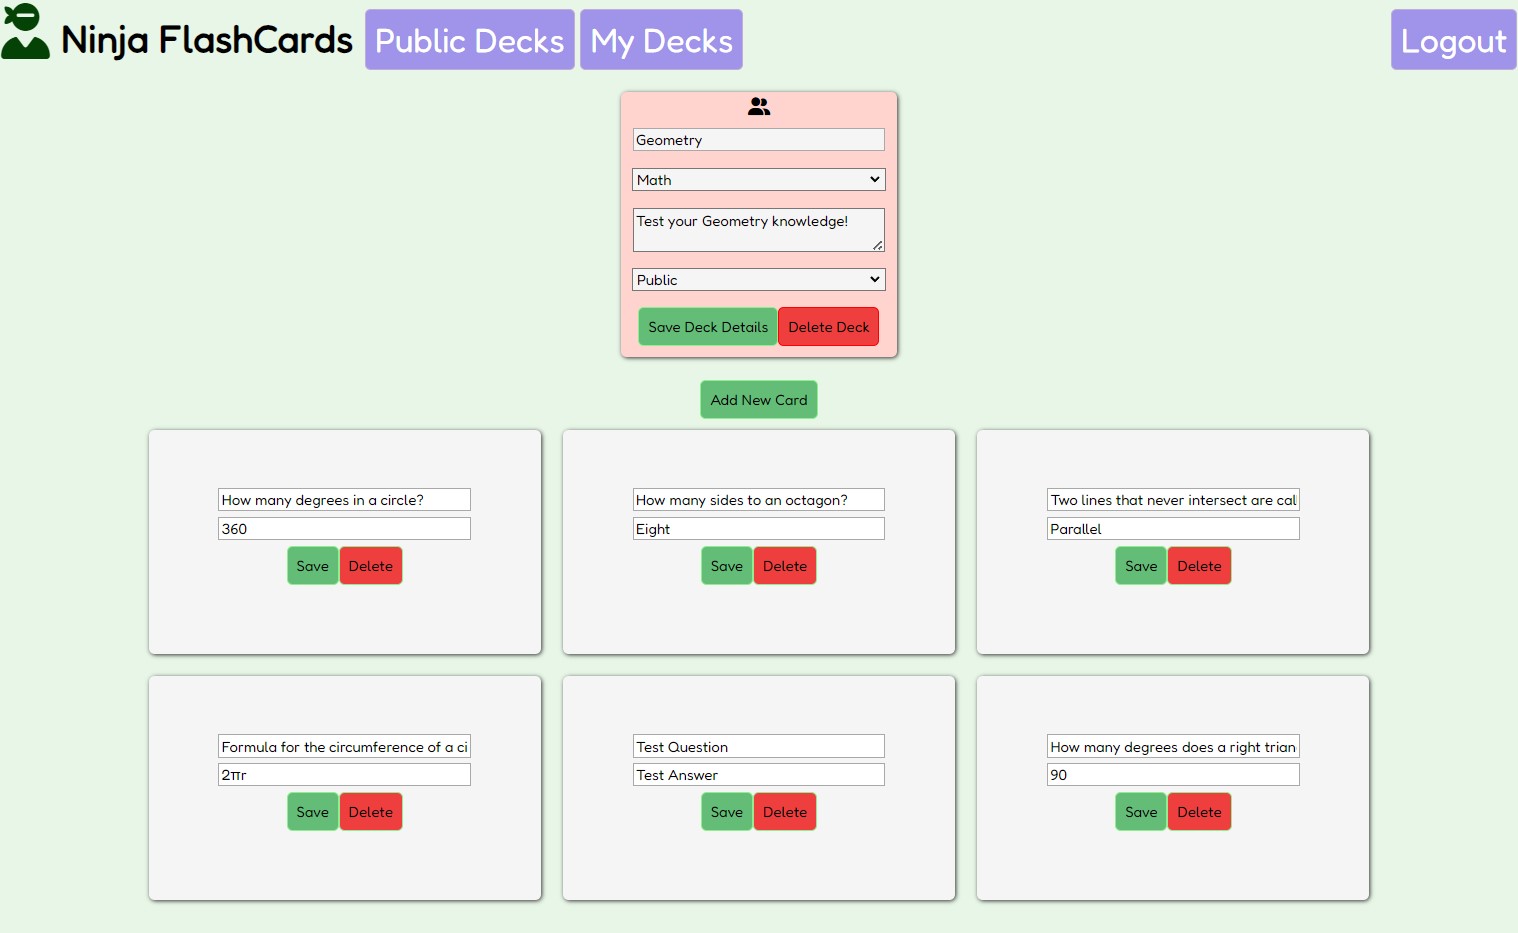 Ninja FlashCards
Public Decks
My Decks
Logout
Geometry
Math
Test your Geometry knowledge!
Public
Save Deck Details
Delete Deck
Add New Card
How many degrees in a circle?
360
Save
Delete
How many sides to an octagon?
Eight
Save
Delete
Two lines that never intersect are cal
Parallel
Save
Delete
Formula for the circumference of a ci
2πr
Save
Delete
Test Question
Test Answer
Save
Delete
How many degrees does a right trian
90
Save
Delete